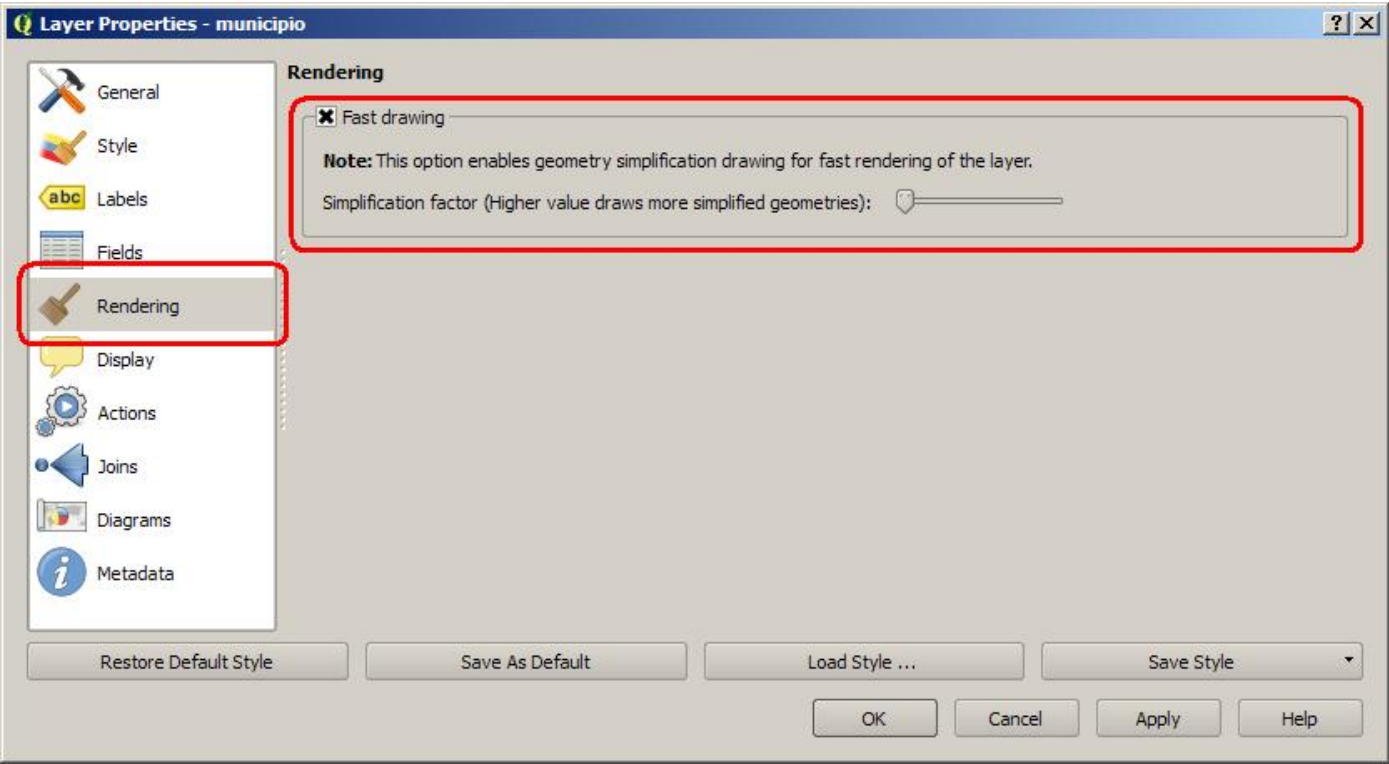 Layer Properties - municipio
General
Style
abc Labels
Fields
Rendering
Display
Actions
Joins
Diagrams
i Metadata
Rendering
Fast drawing
Note: This option enables geometry simplification drawing for fast rendering of the layer.
Simplification factor (Higher value draws more simplified geometries):
Restore Default Style Save As Default Load Style ... Save Style
OK Cancel Apply Help